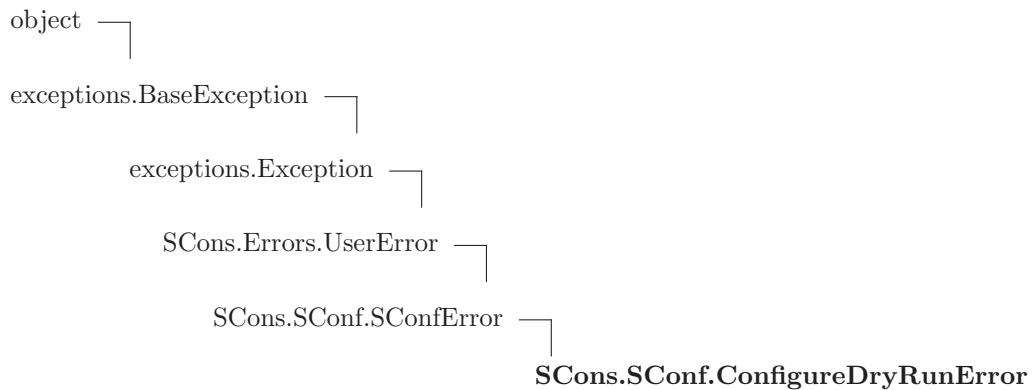 object
exceptions.BaseException
exceptions.Exception
SCons.Errors.UserError
SCons.SConf.SConfError
SCons.SConf.ConfigureDryRunError